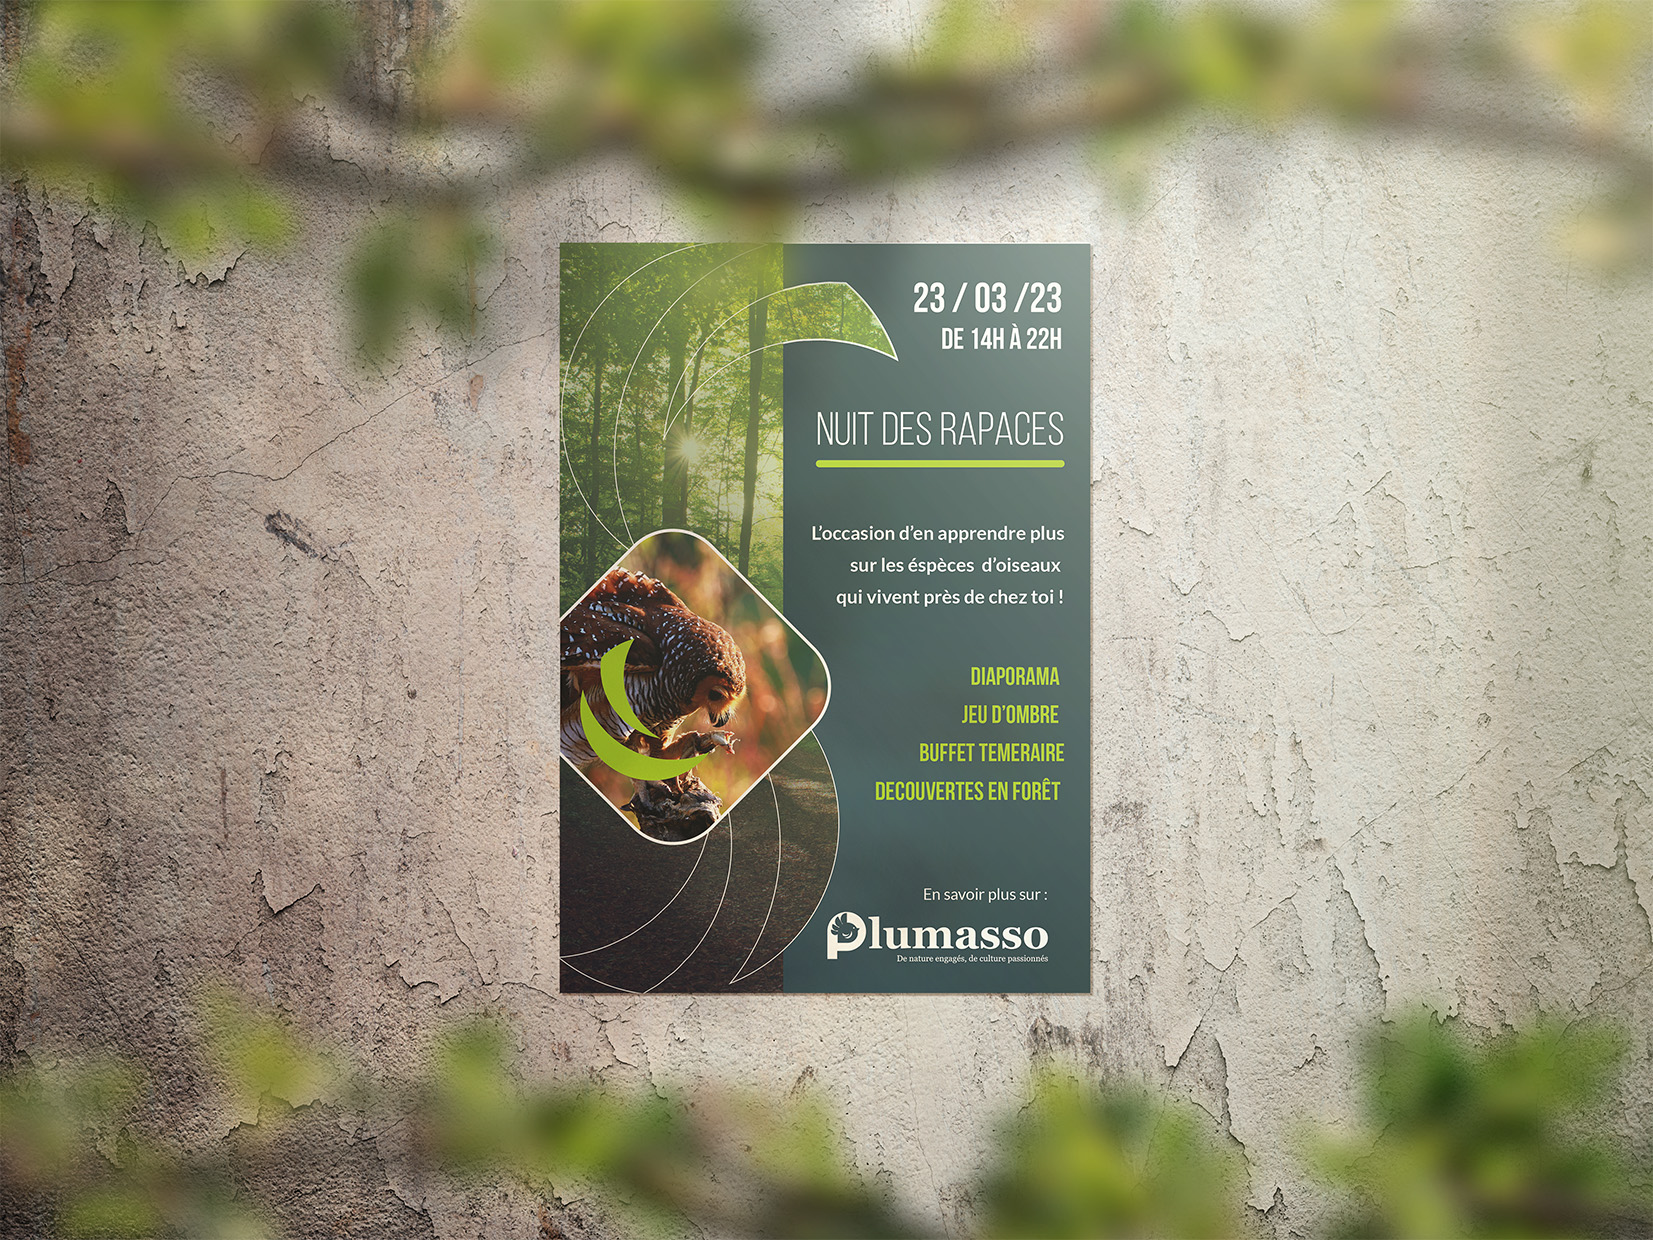 23 / 03 /23
DE 14H À 22H
NUIT DES RAPACES
L'occasion d'en apprendre plus
sur les éspèces d'oiseaux
qui vivent près de chez toi !
DIAPORAMA
JEU D'OMBRE
BUFFET TEMERAIRE
DECOUVERTES EN FORÊT
En savoir plus sur :
Plumasso
De nature engagés, de culture passionnés